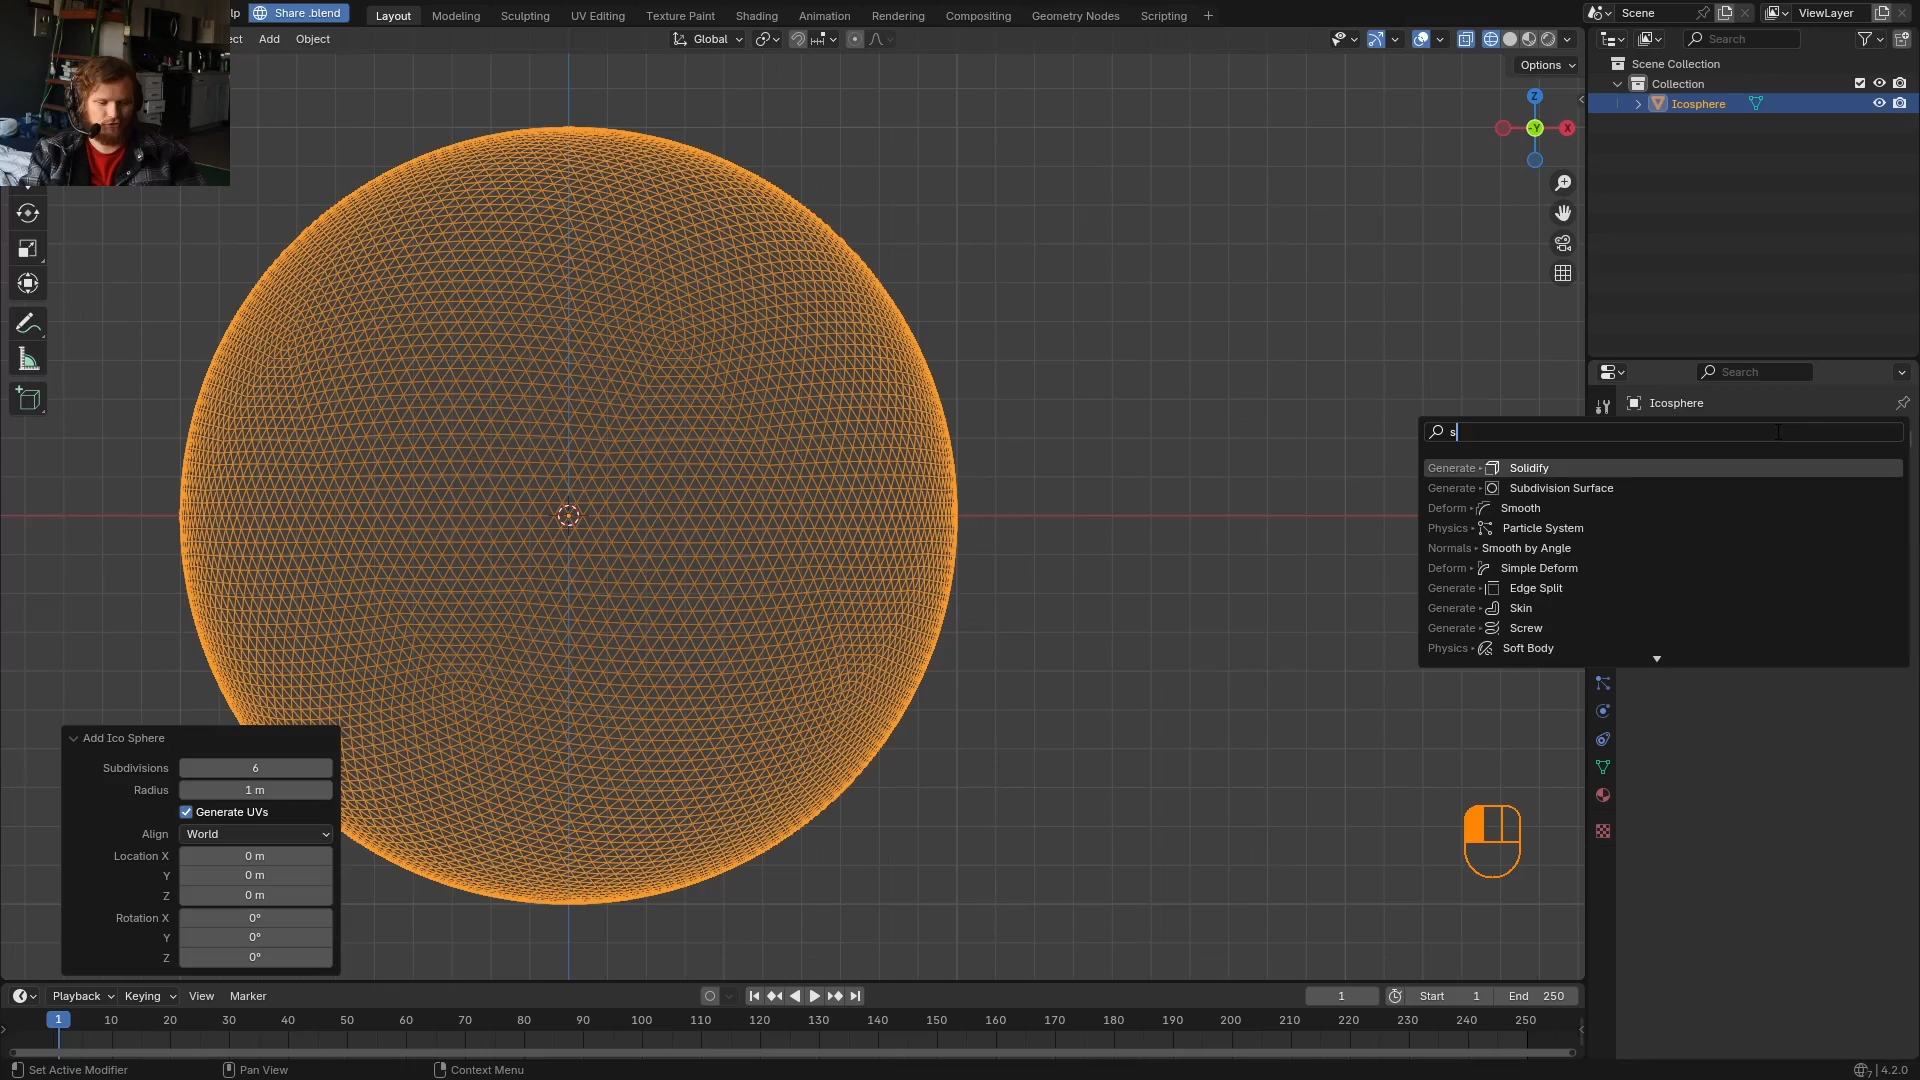 lp
Share .blend
Layout
Modeling
Sculpting
UV Editing
Texture Paint
Shading
Animation
Rendering
Compositing
Geometry Nodes
Scripting
+
Scene
ViewLayer
ect
Add
Object
Global
Search
Options
Scene Collection
Collection
Icosphere
Z
-Y
X
Search
Icosphere
s
Generate Solidify
Generate Subdivision Surface
Deform Smooth
Physics Particle System
Normals Smooth by Angle
Deform Simple Deform
Generate Edge Split
Generate Skin
Generate Screw
Physics Soft Body
Add Ico Sphere
Subdivisions 6
Radius 1 m
Generate UVs
Align World
Location X 0 m
Y 0 m
Z 0 m
Rotation X 0°
Y 0°
Z 0°
Playback
Keying
View
Marker
1
Start 1
End 250
1 10 20 30 40 50 60 70 80 90 100 110 120 130 140 150 160 170 180 190 200 210 220 230 240 250
Set Active Modifier
Pan View
Context Menu
7 | 4.2.0